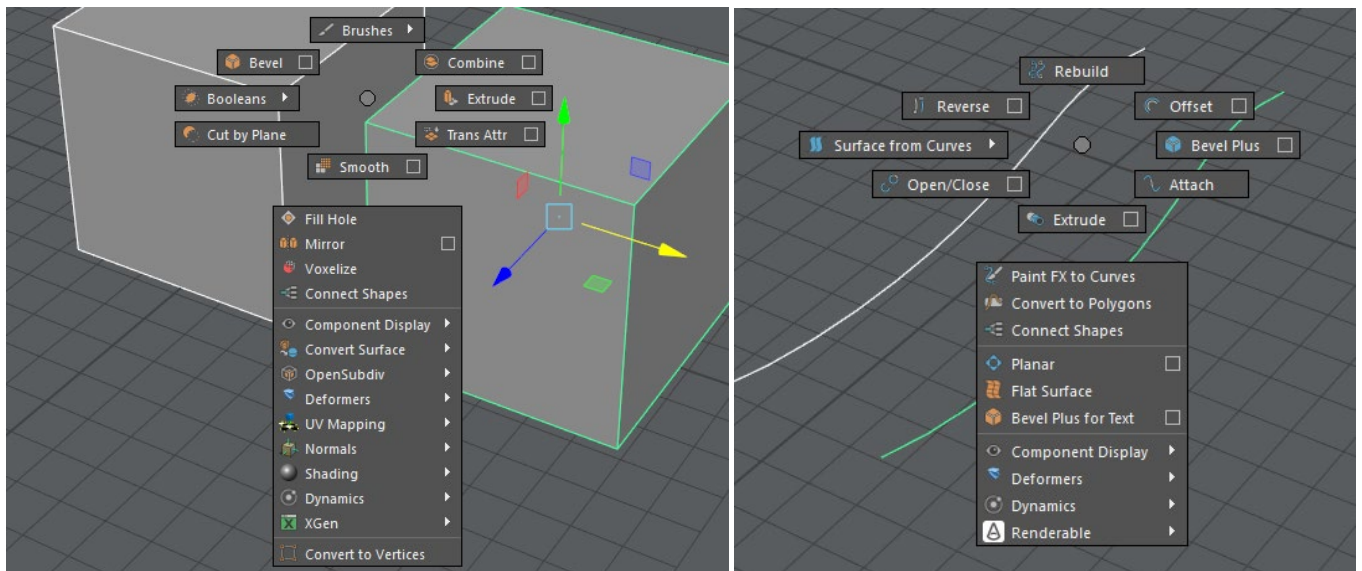 Brushes
Bevel
Combine
Booleans
Extrude
Cut by Plane
Trans Attr
Smooth
Fill Hole
Mirror
Voxelize
Connect Shapes
Component Display
Convert Surface
OpenSubdiv
Deformers
UV Mapping
Normals
Shading
Dynamics
XGen
Convert to Vertices
Rebuild
Reverse
Offset
Surface from Curves
Bevel Plus
Open/Close
Attach
Extrude
Paint FX to Curves
Convert to Polygons
Connect Shapes
Planar
Flat Surface
Bevel Plus for Text
Component Display
Deformers
Dynamics
Renderable